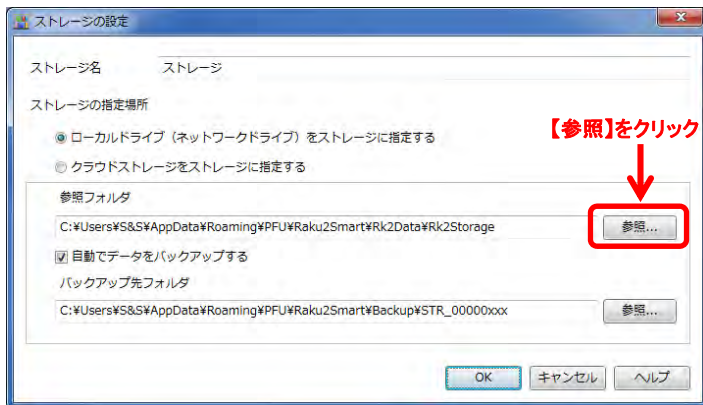 ストレージの設定
ストレージ名 ストレージ
ストレージの指定場所
ローカルドライブ（ネットワークドライブ）をストレージに指定する
【参照】をクリック
クラウドストレージをストレージに指定する
参照フォルダ
C:¥Users¥S&S¥AppData¥Roaming¥PFU¥Raku2Smart¥Rk2Data¥Rk2Storage 参照...
自動でデータをバックアップする
バックアップ先フォルダ
C:¥Users¥S&S¥AppData¥Roaming¥PFU¥Raku2Smart¥Backup¥STR_00000xxx 参照...
OK キャンセル ヘルプ